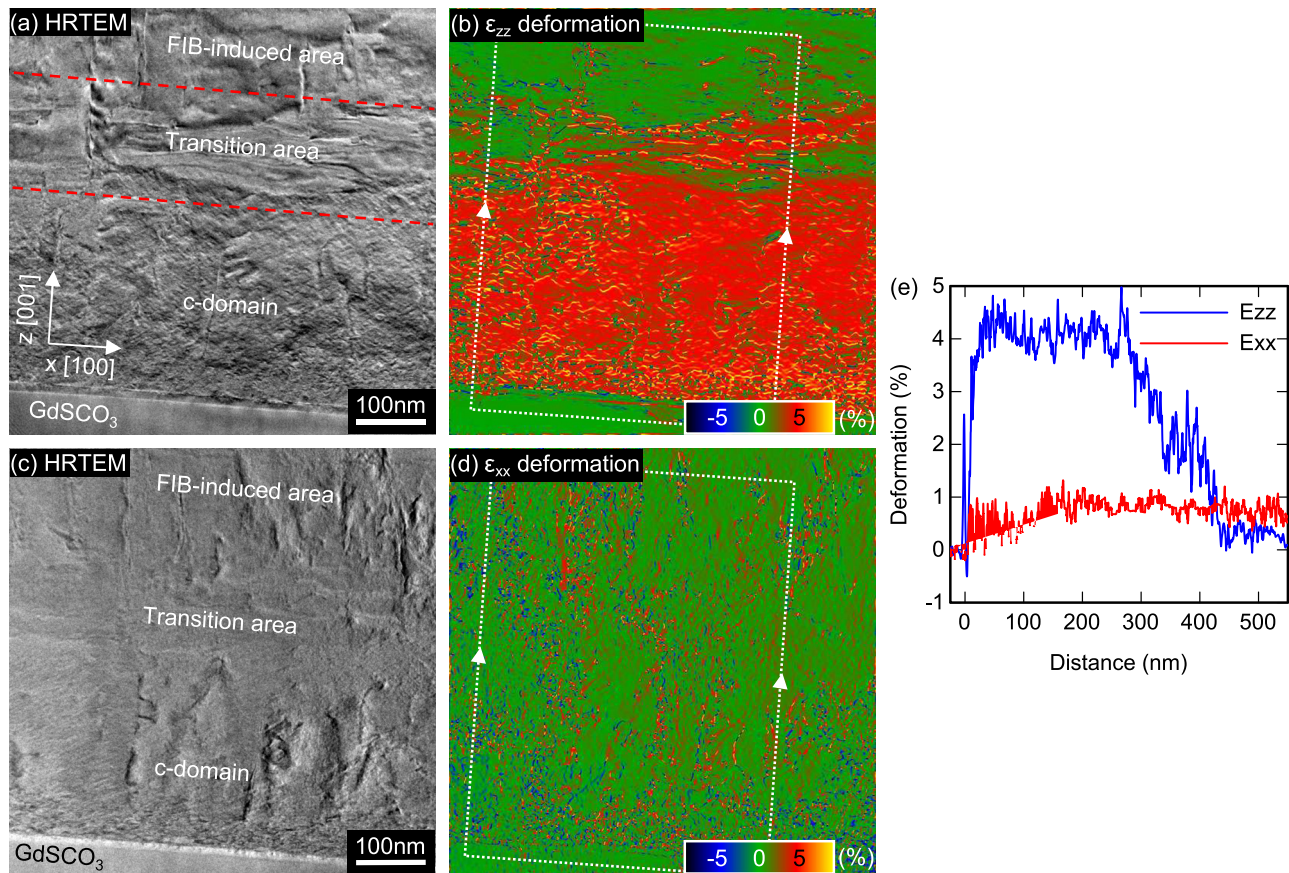 (a) HRTEM
FIB-induced area
Transition area
c-domain
z [001]
x [100]
GdSCO₃
100nm
(b) εzz deformation
-5 0 5 (%)
(c) HRTEM
FIB-induced area
Transition area
c-domain
GdSCO₃
100nm
(d) εxx deformation
-5 0 5 (%)
(e)
Ezz
Exx
Deformation (%)
5
4
3
2
1
0
-1
0 100 200 300 400 500
Distance (nm)